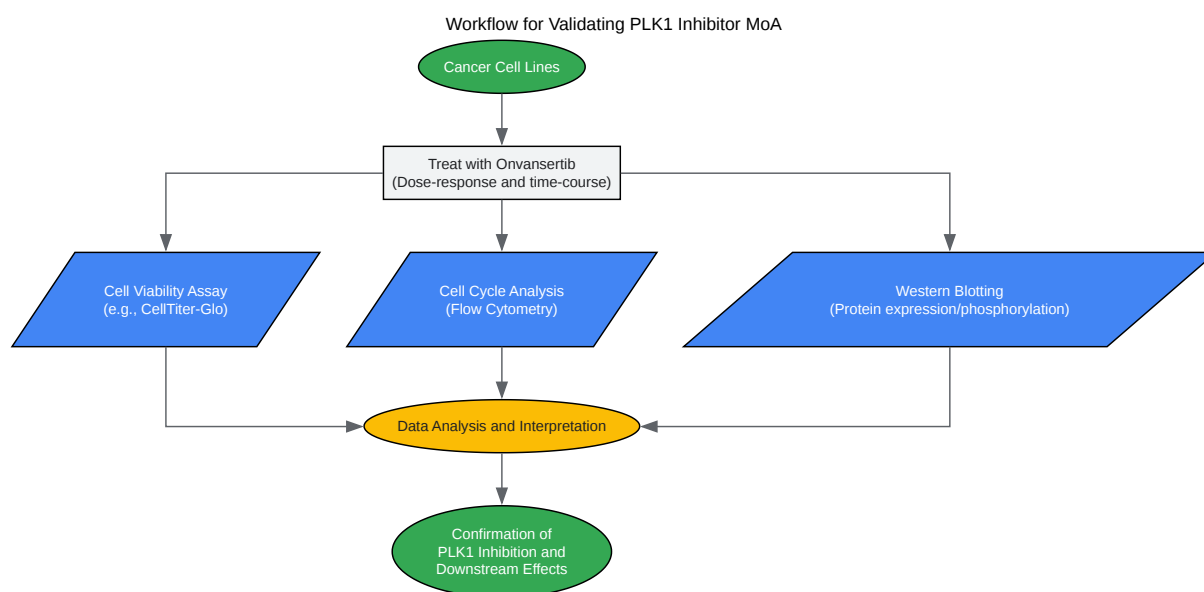 Workflow for Validating PLK1 Inhibitor MoA
Cancer Cell Lines
Treat with Onvansertib
(Dose-response and time-course)
Cell Viability Assay
(e.g., CellTiter-Glo)
Cell Cycle Analysis
(Flow Cytometry)
Western Blotting
(Protein expression/phosphorylation)
Data Analysis and Interpretation
Confirmation of
PLK1 Inhibition and
Downstream Effects